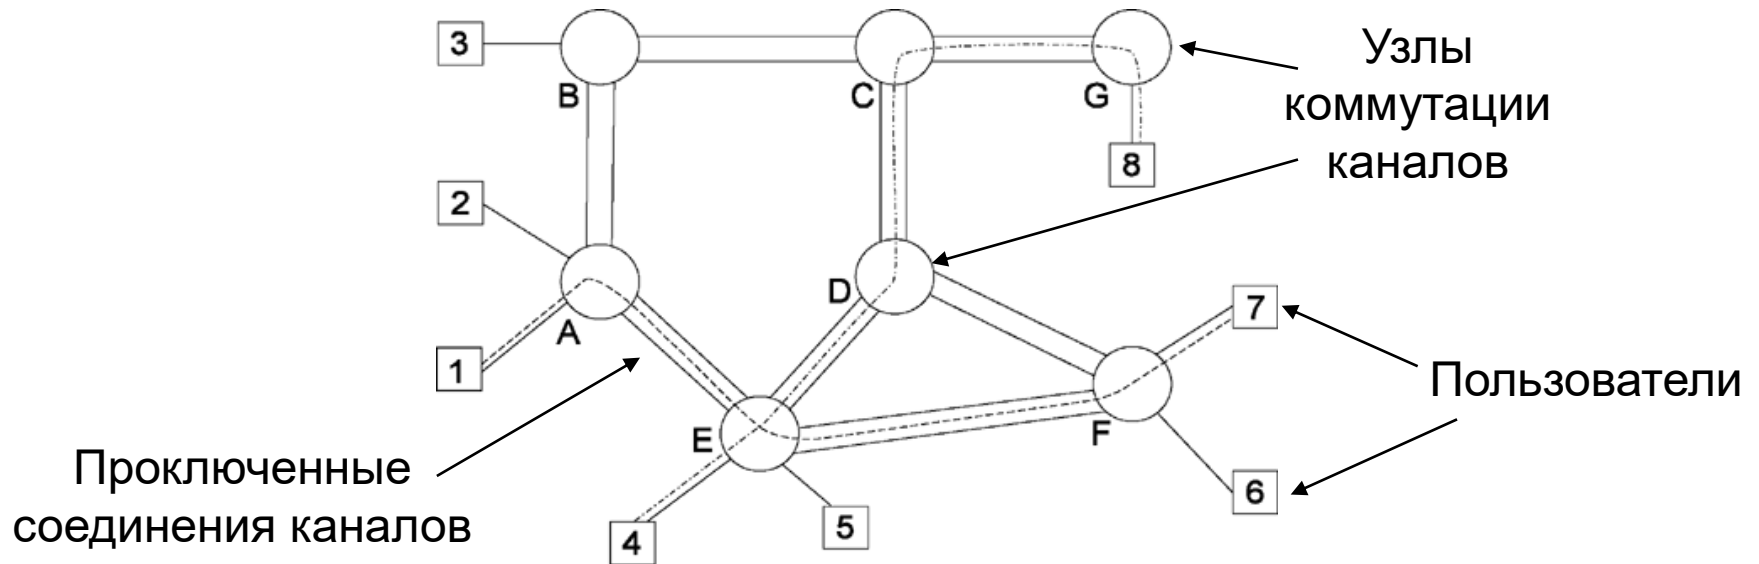 3
B
C
G
Узлы
коммутации
каналов
8
2
A
D
1
7
Пользователи
E
F
6
Проключенные
соединения каналов
4
5